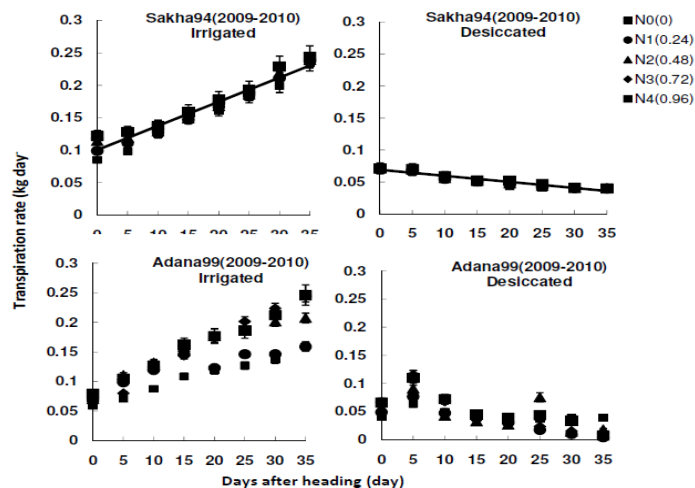 Sakha94(2009-2010)
Irrigated
0.3
0.25
0.2
0.15
0.1
0.05
0
0 5 10 15 20 25 30 35
Sakha94(2009-2010)
Desiccated
0.3
0.25
0.2
0.15
0.1
0.05
0
0 5 10 15 20 25 30 35
N0(0)
N1(0.24)
N2(0.48)
N3(0.72)
N4(0.96)
Transpiration rate (kg day-
Adana99(2009-2010)
Irrigated
0.3
0.25
0.2
0.15
0.1
0.05
0
0 5 10 15 20 25 30 35
Adana99(2009-2010)
Desiccated
0.3
0.25
0.2
0.15
0.1
0.05
0
0 5 10 15 20 25 30 35
Days after heading (day)